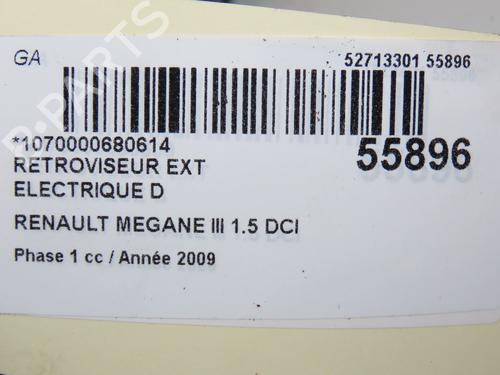 GA
52713301 55896
*1070000680614
55896
RETROVISEUR EXT
ELECTRIQUE D
RENAULT MEGANE III 1.5 DCI
Phase 1 cc / Année 2009
B-PARTS